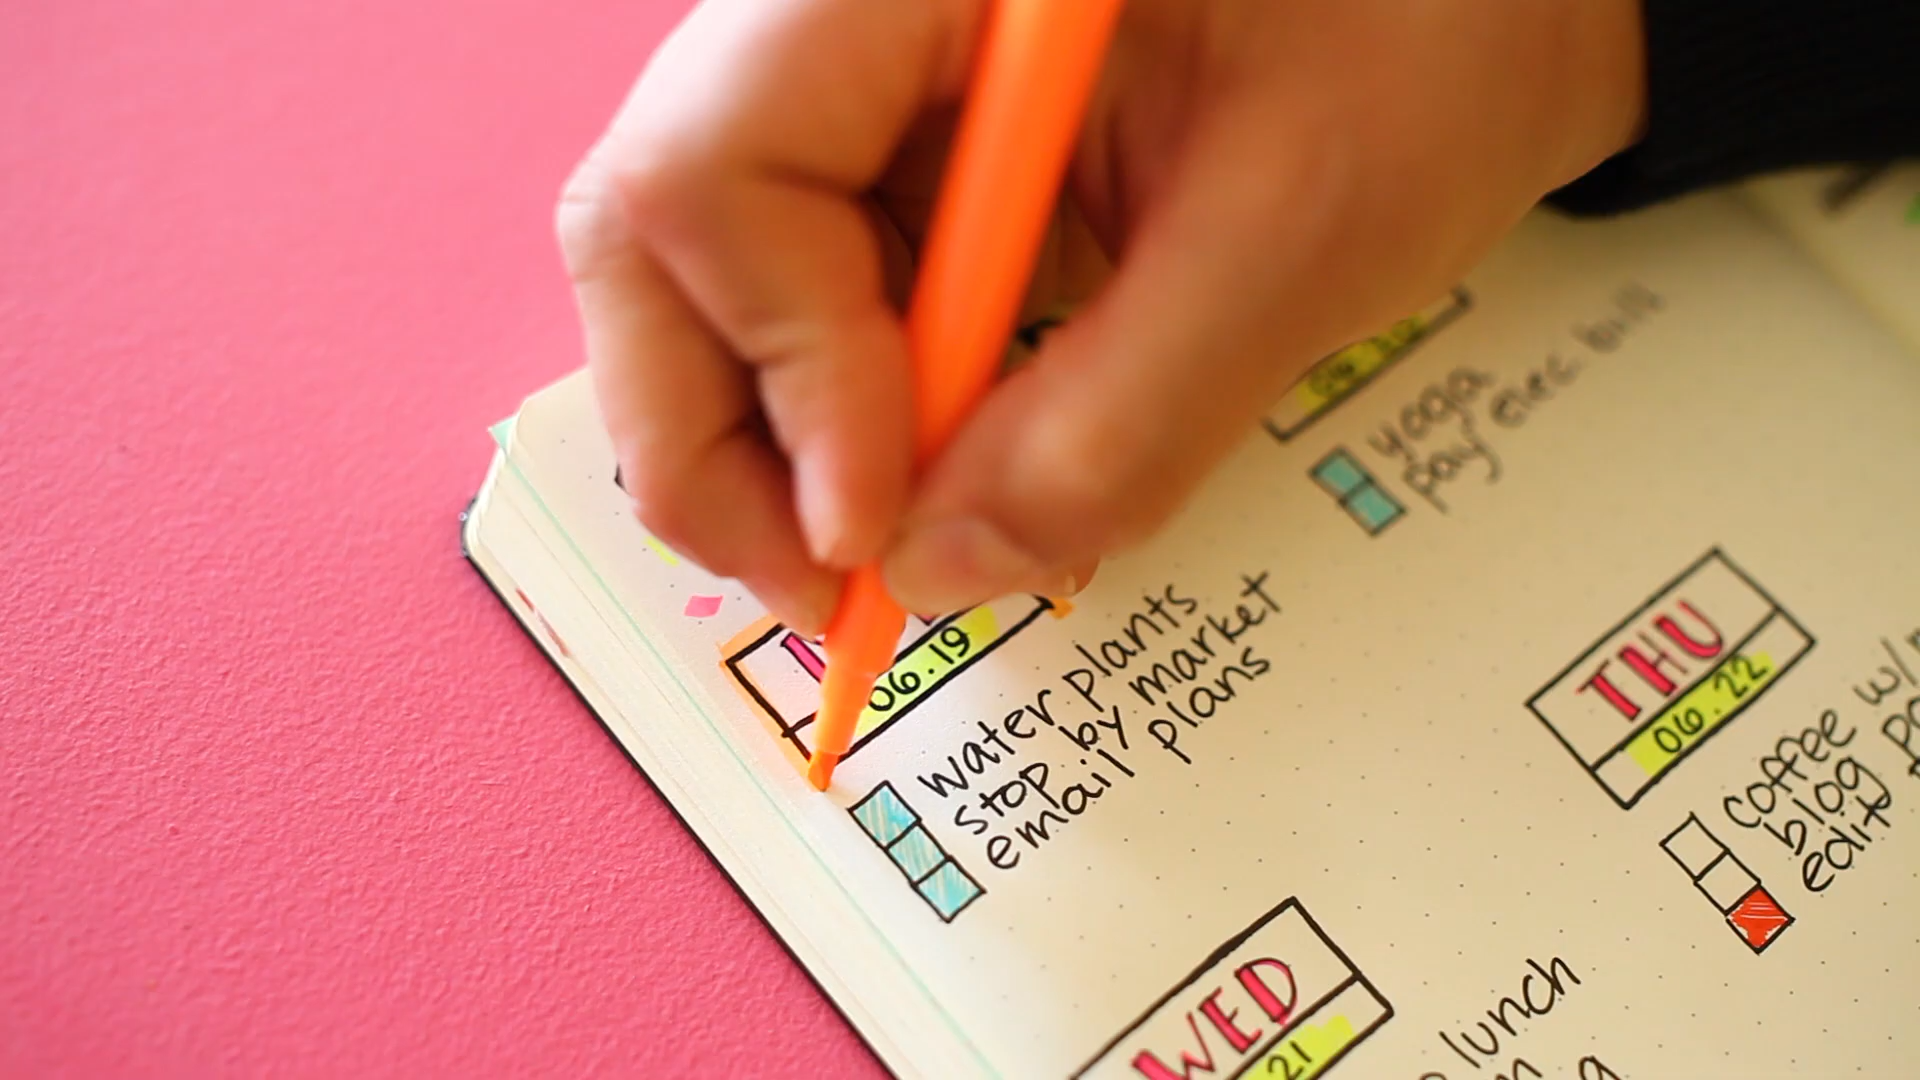 06.19
water plants
stop by market
email plans
yoga
pay elec. bill
THU
06.22
coffee w/
blog
edit
WED
21
lunch